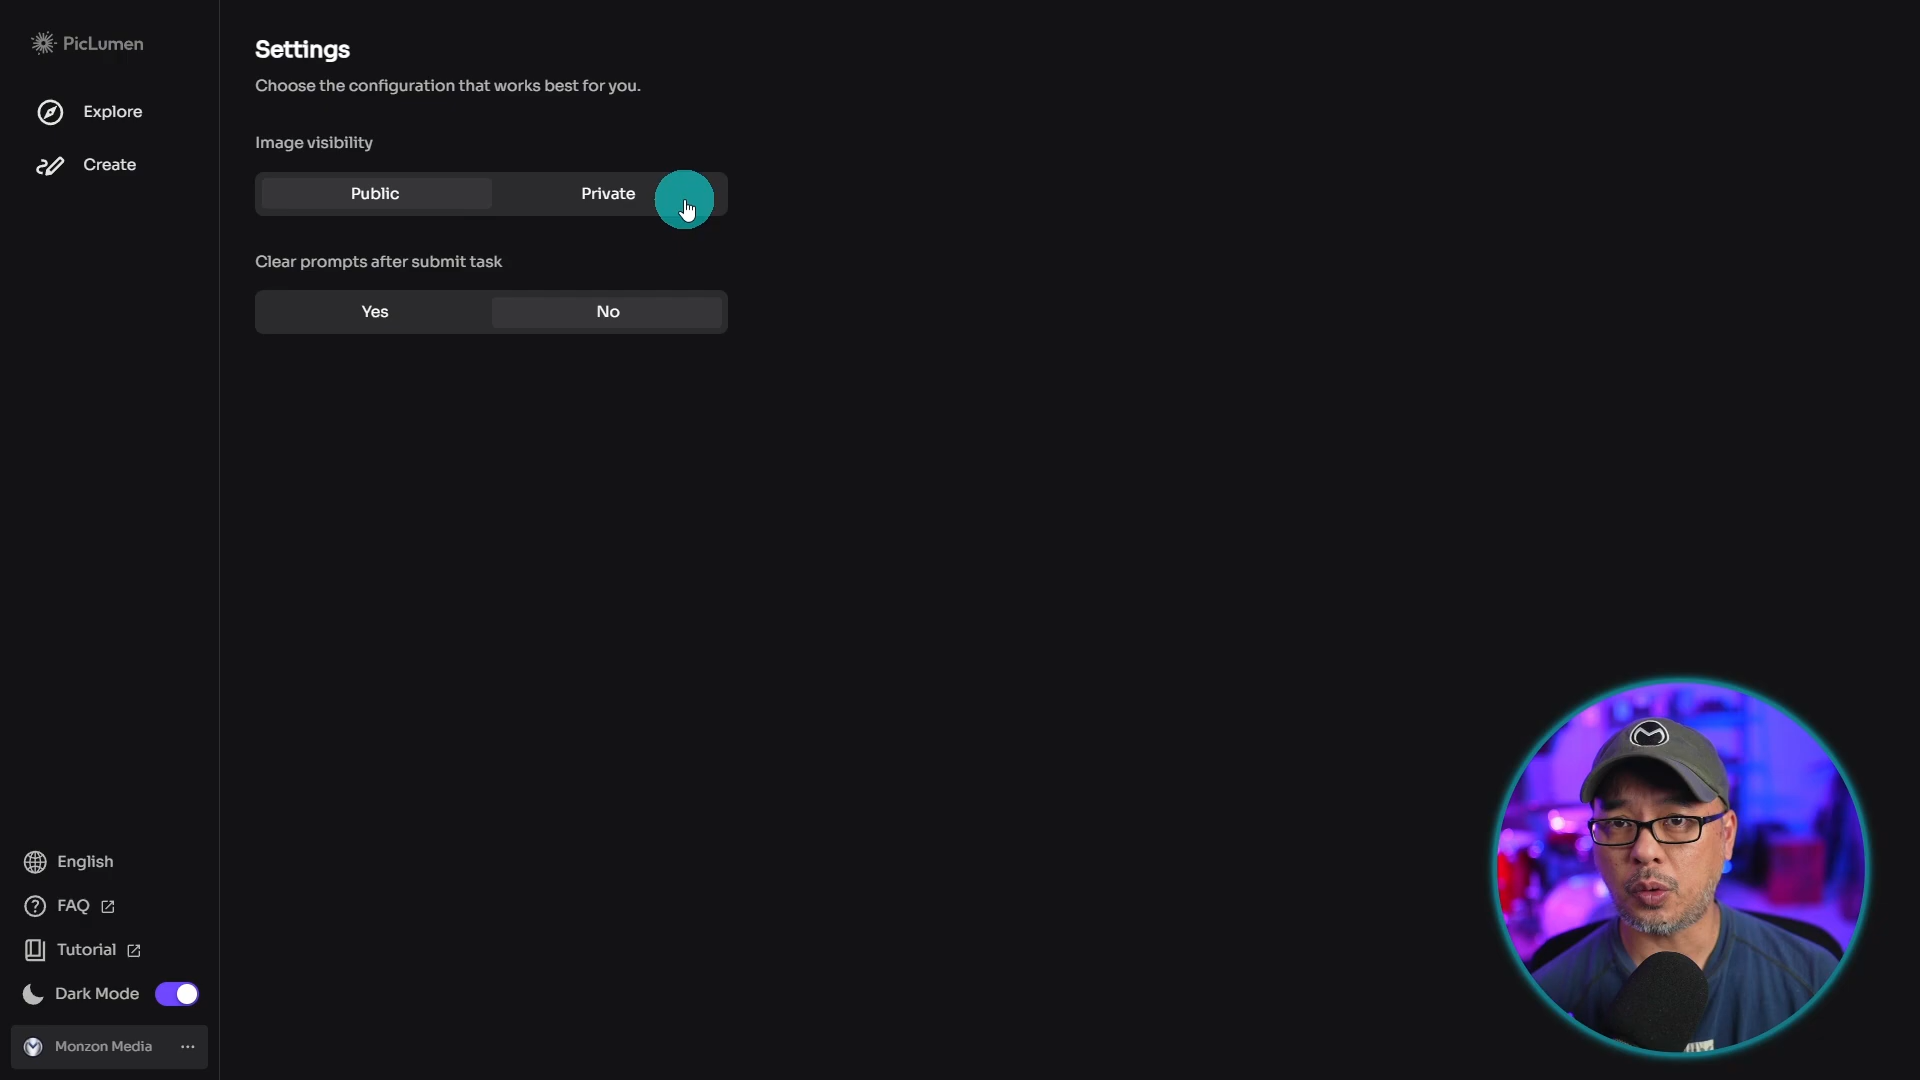 PicLumen
Explore
Create
Settings
Choose the configuration that works best for you.
Image visibility
Public Private
Clear prompts after submit task
Yes No
English
FAQ
Tutorial
Dark Mode
Monzon Media